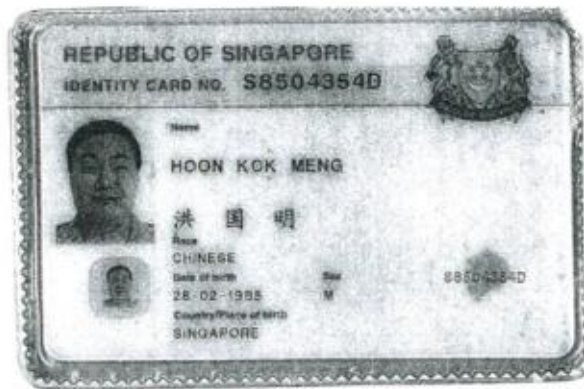 REPUBLIC OF SINGAPORE
IDENTITY CARD NO. S8504354D
Name
HOON KOK MENG
洪 国 明
Race
CHINESE
Date of birth Sex
28-02-1985 M
S8504354D
Country/Place of birth
SINGAPORE